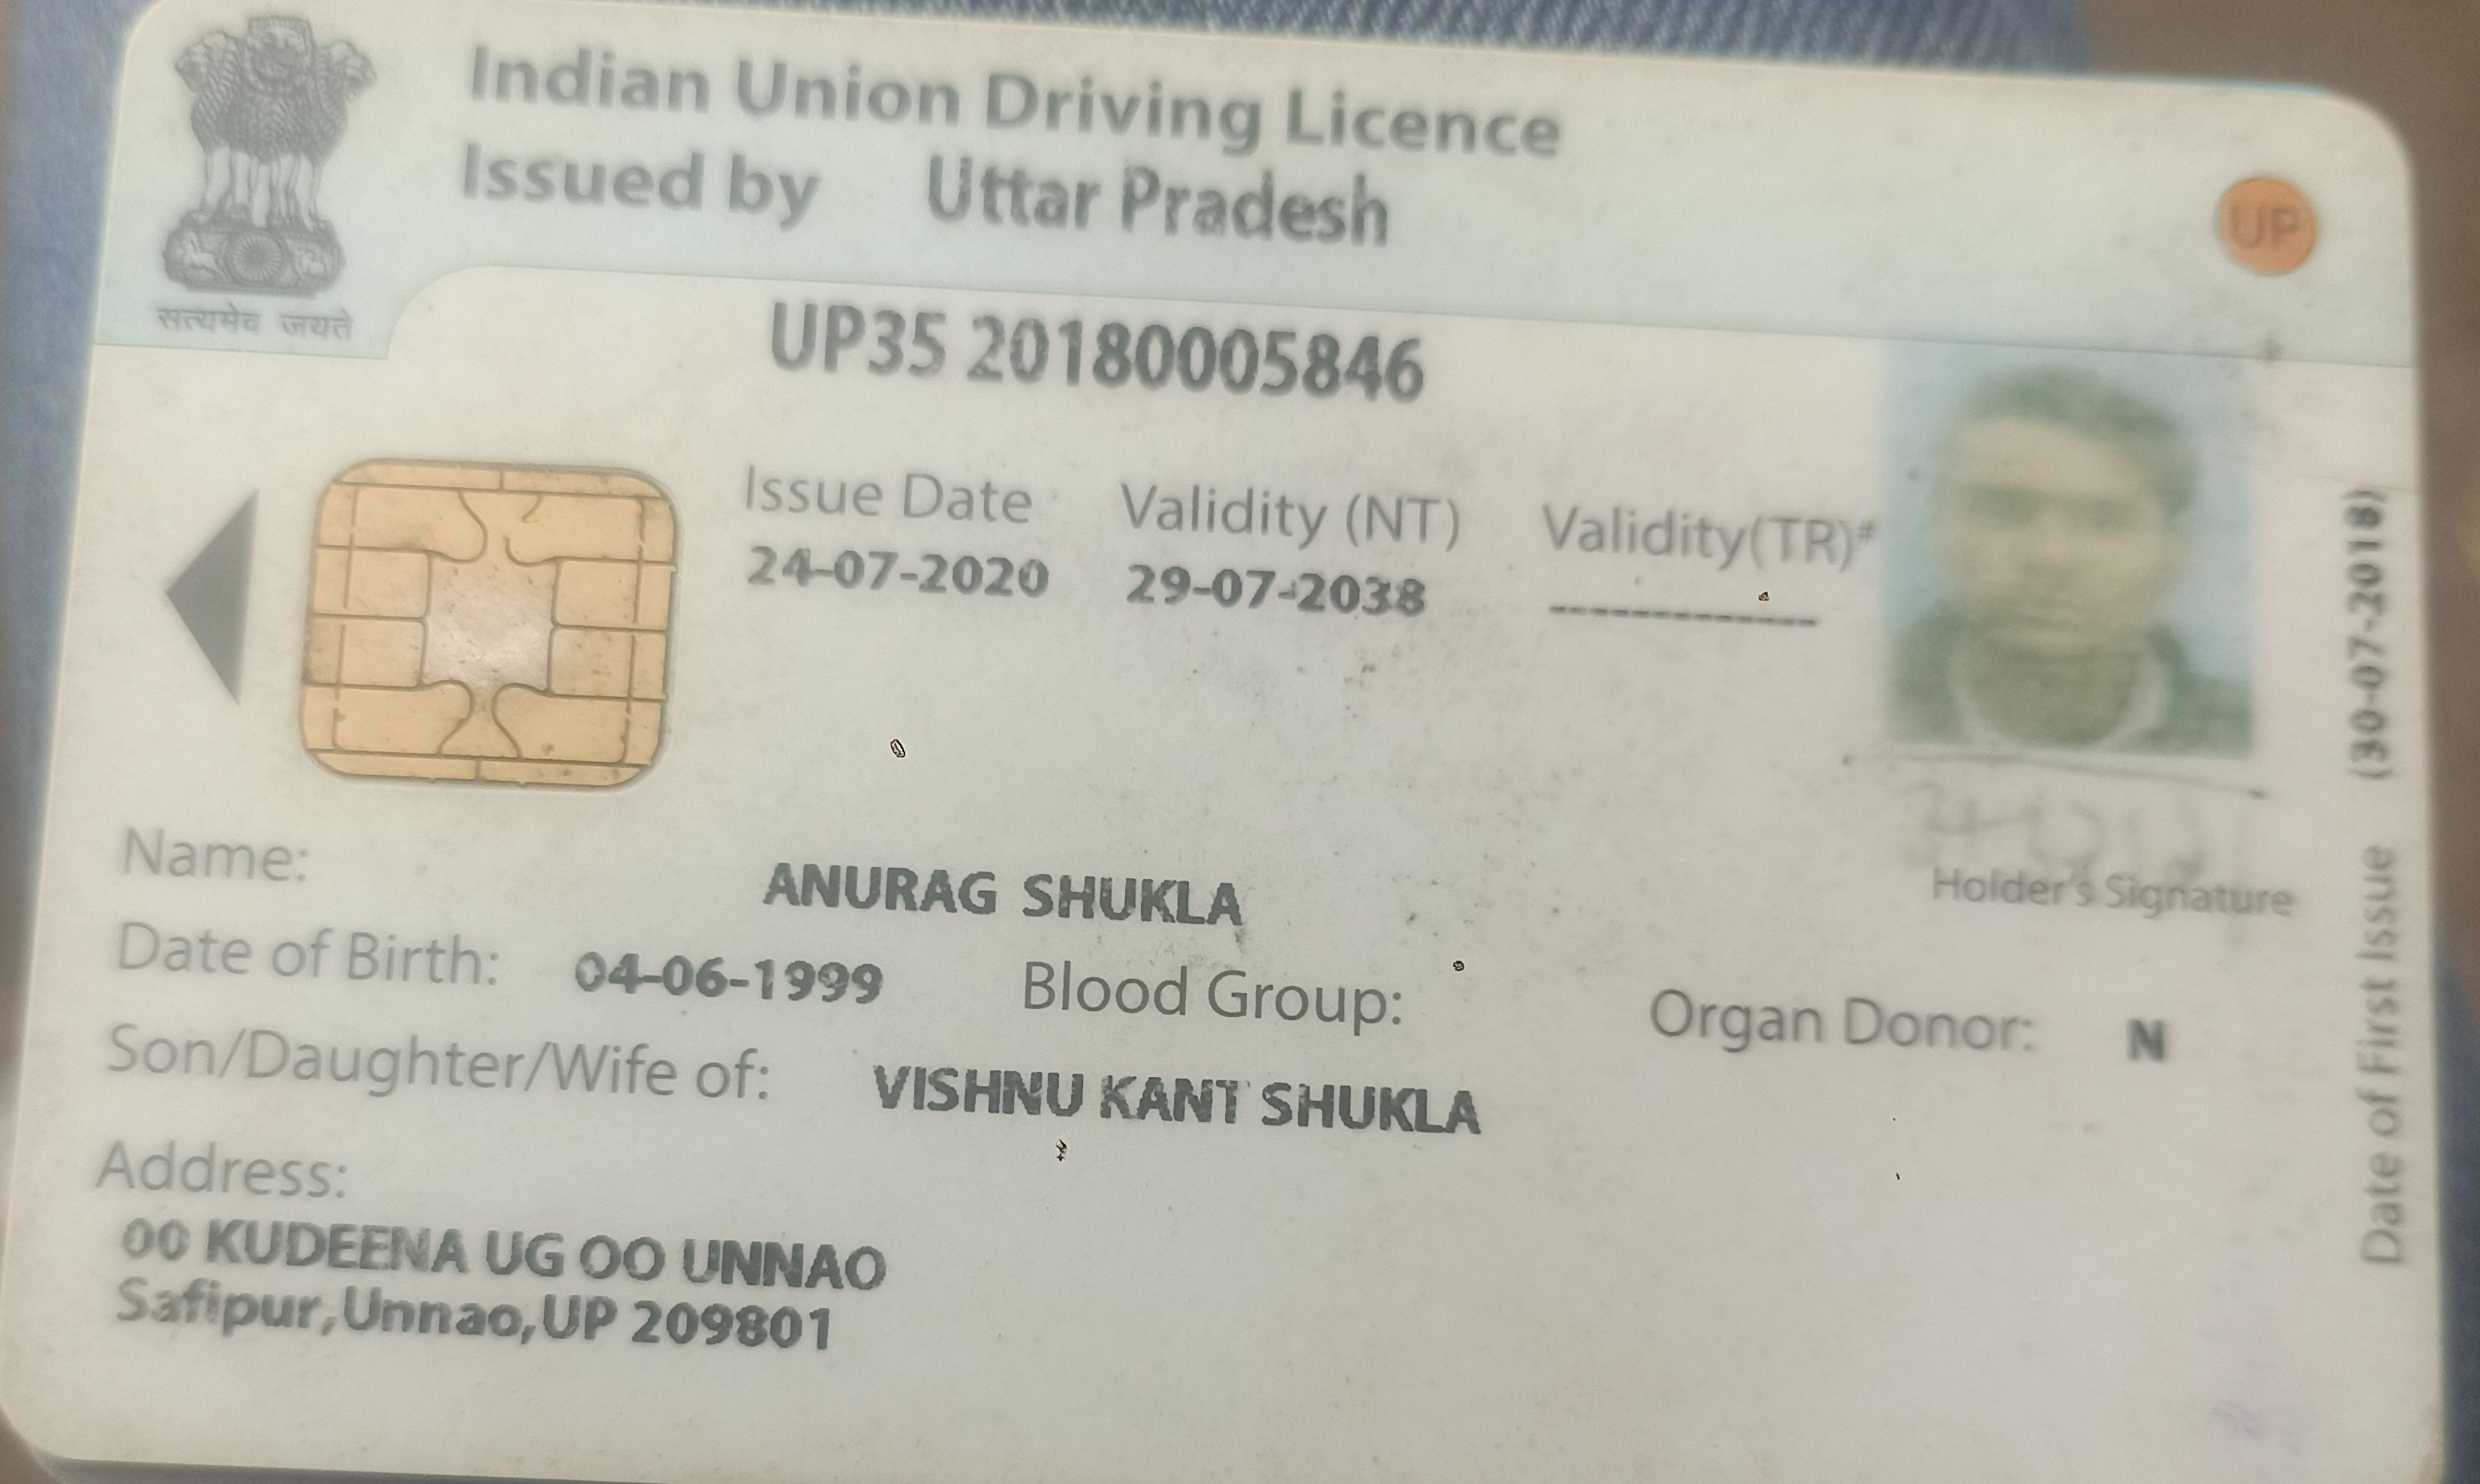 Indian Union Driving Licence
Issued by Uttar Pradesh
UP
सत्यमेव जयते
UP35 20180005846
Issue Date Validity (NT) Validity(TR)#
24-07-2020 29-07-2038 ------------
Holder's Signature
Date of First Issue (30-07-2018)
Name: ANURAG SHUKLA
Date of Birth: 04-06-1999 Blood Group: Organ Donor: N
Son/Daughter/Wife of: VISHNU KANT SHUKLA
Address:
00 KUDEENA UG OO UNNAO
Safipur,Unnao,UP 209801